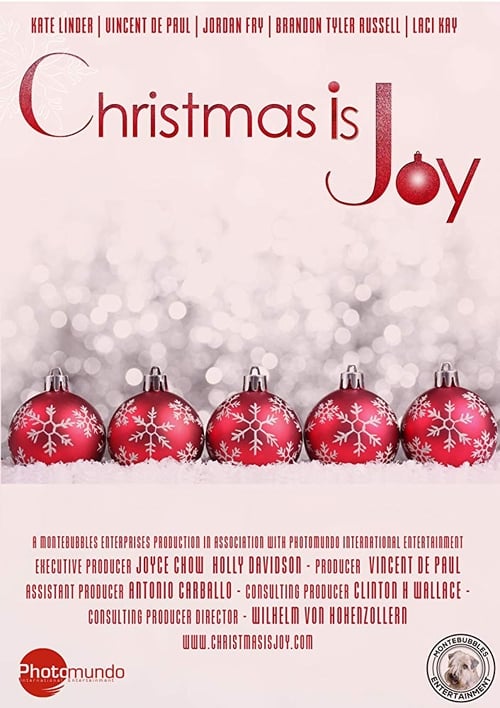 KATE LINDER | VINCENT DE PAUL | JORDAN FRY | BRANDON TYLER RUSSELL | LACI KAY
Christmas is
Joy
A MONTEBUBBLES ENTERPRISES PRODUCTION IN ASSOCIATION WITH PHOTOMUNDO INTERNATIONAL ENTERTAINMENT
EXECUTIVE PRODUCER JOYCE CHOW HOLLY DAVIDSON - PRODUCER VINCENT DE PAUL
ASSISTANT PRODUCER ANTONIO CARBALLO - CONSULTING PRODUCER CLINTON H WALLACE -
CONSULTING PRODUCER DIRECTOR - WILHELM VON HOHENZOLLERN
WWW.CHRISTMASISJOY.COM
Photomundo
International Entertainment
MONTEBUBBLES
ENTERTAINMENT